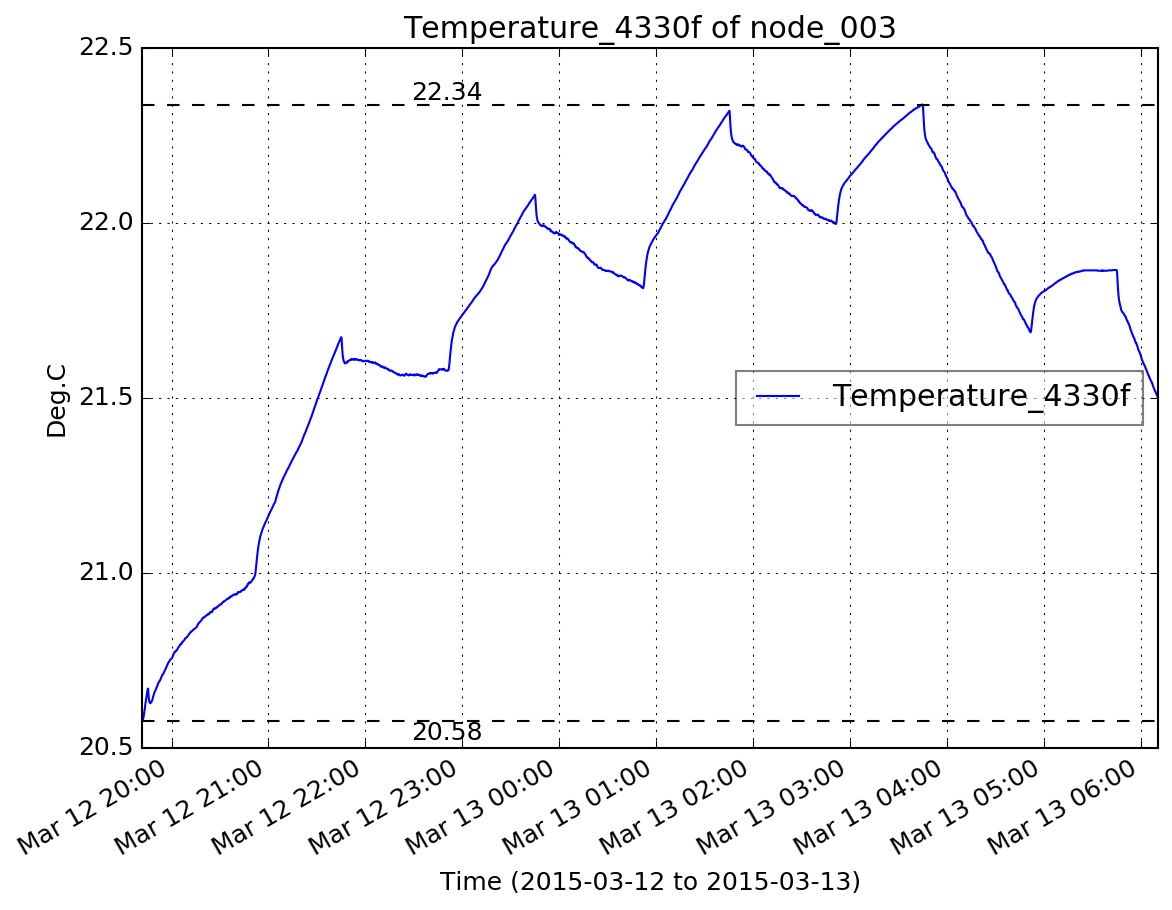 Temperature_4330f of node_003
22.5
22.34
22.0
Deg.C
21.5
Temperature_4330f
21.0
20.58
20.5
Mar 12 20:00
Mar 12 21:00
Mar 12 22:00
Mar 12 23:00
Mar 13 00:00
Mar 13 01:00
Mar 13 02:00
Mar 13 03:00
Mar 13 04:00
Mar 13 05:00
Mar 13 06:00
Time (2015-03-12 to 2015-03-13)